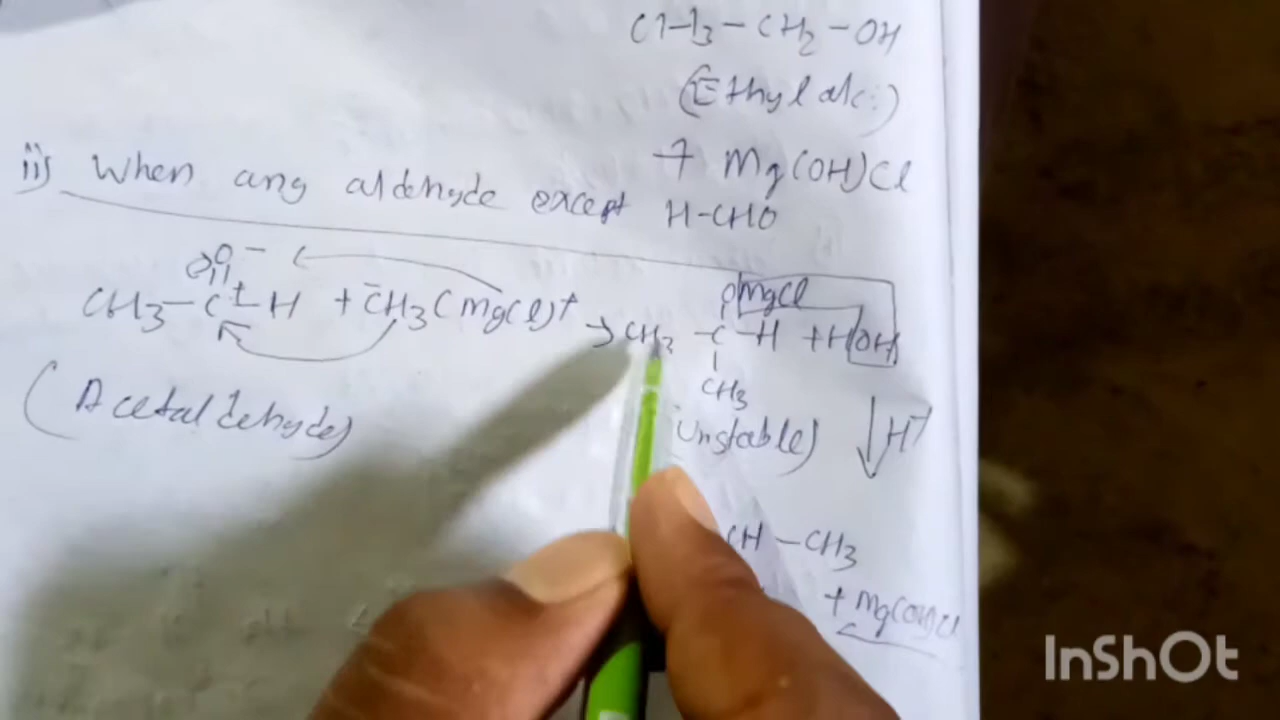 CH3 - CH2 - OH
(Ethyl alc.)
+ Mg(OH)Cl
ii) When any aldehyde except H-CHO
O -
CH3 - C + H + CH3 (MgCl)+ → CH3 - C - H + HOH
OMgCl
CH3
(Acetaldehyde)
Unstable)
↓ H+
CH - CH3
+ Mg(OH)Cl
InShOt